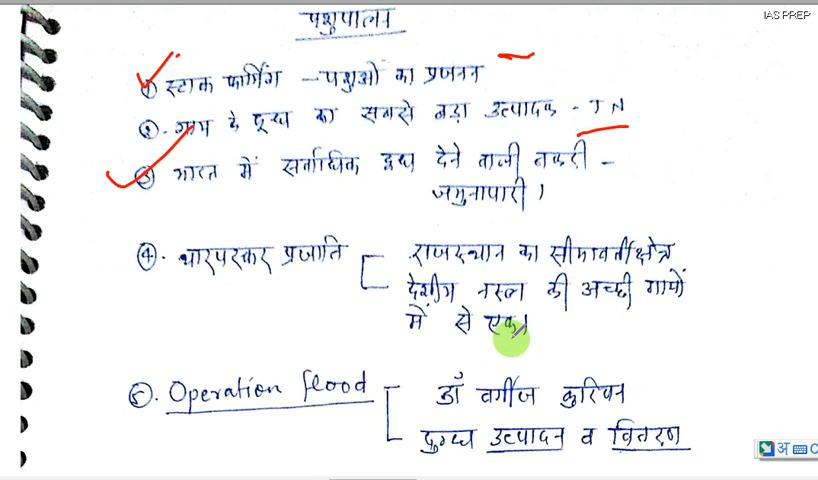 IAS PREP
पशुपालन
① स्टाक फार्मिंग - पशुओं का प्रजनन
②. गाय के दूध का सबसे बड़ा उत्पादक - TN
③ भारत में सर्वाधिक दूध देने वाली बकरी -
जमुनापारी।
④. थारपरकर प्रजाति [ राजस्थान का सीमावर्ती क्षेत्र
देशीय नस्ल की अच्छी गायों
में से एक।
⑤. Operation flood [ डॉ वर्गीज कुरियन
दुग्ध उत्पादन व वितरण
अ